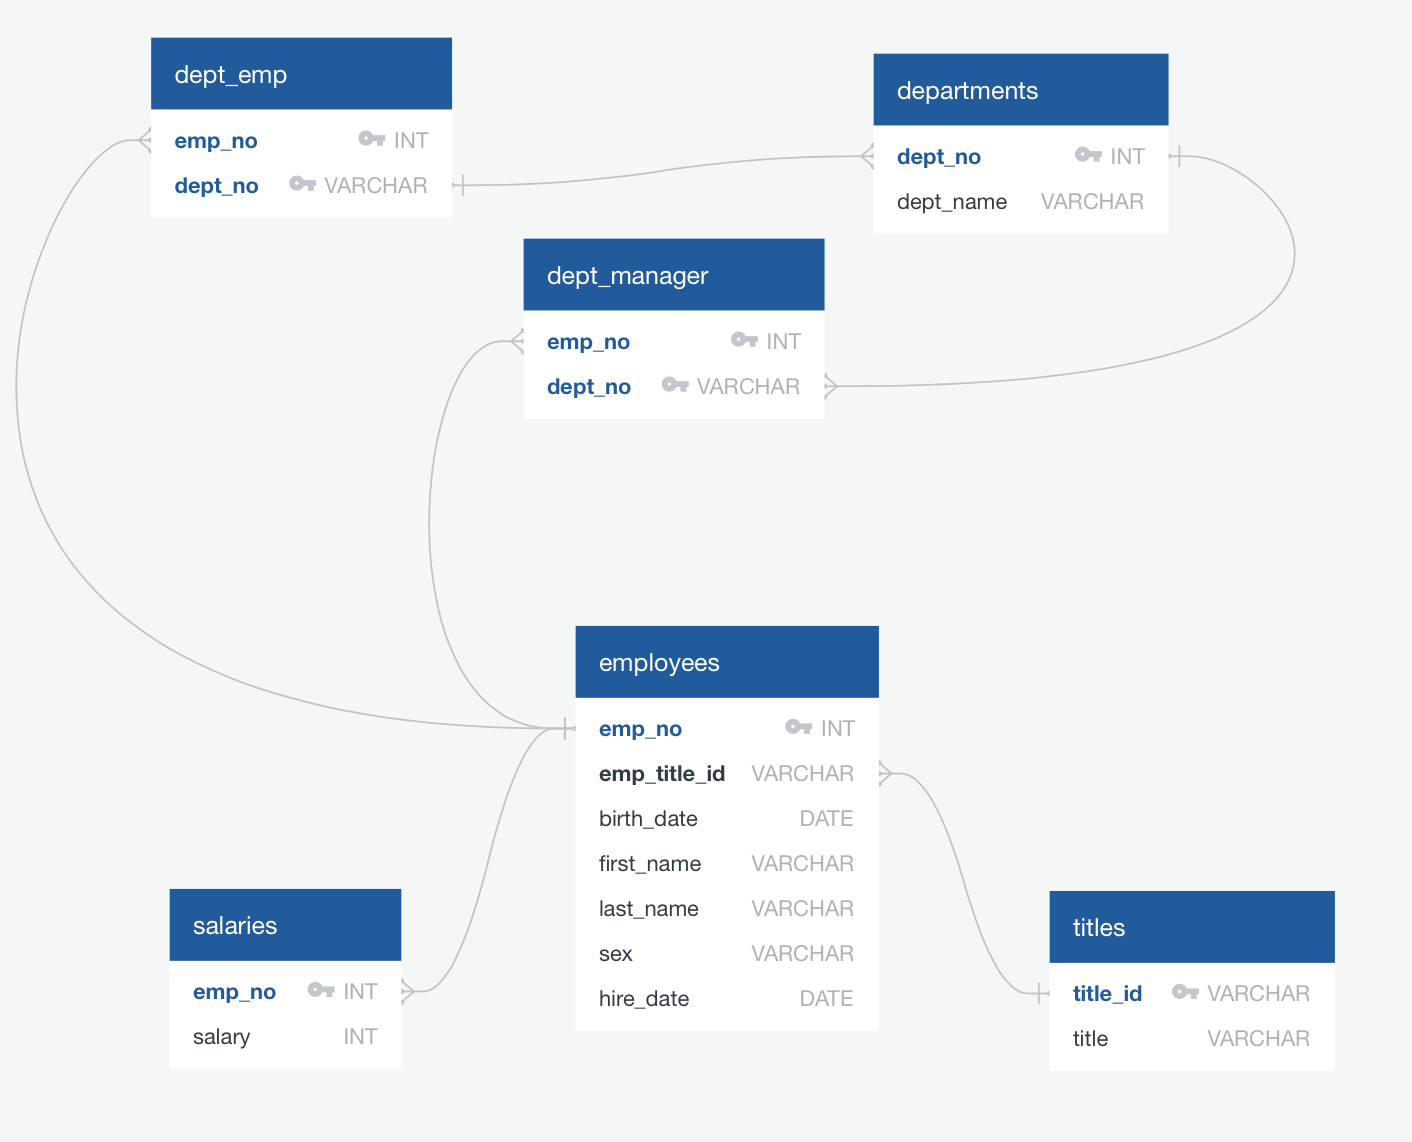 dept_emp
emp_no INT
dept_no VARCHAR
departments
dept_no INT
dept_name VARCHAR
dept_manager
emp_no INT
dept_no VARCHAR
employees
emp_no INT
emp_title_id VARCHAR
birth_date DATE
first_name VARCHAR
last_name VARCHAR
sex VARCHAR
hire_date DATE
salaries
emp_no INT
salary INT
titles
title_id VARCHAR
title VARCHAR